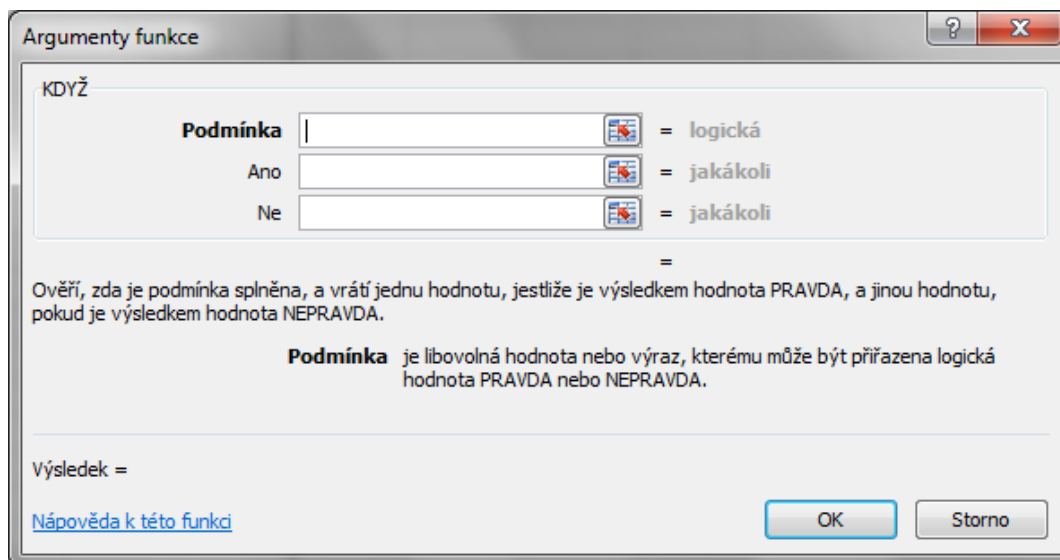 Argumenty funkce
KDYŽ
Podmínka = logická
Ano = jakákoli
Ne = jakákoli
=
Ověří, zda je podmínka splněna, a vrátí jednu hodnotu, jestliže je výsledkem hodnota PRAVDA, a jinou hodnotu,
pokud je výsledkem hodnota NEPRAVDA.
Podmínka je libovolná hodnota nebo výraz, kterému může být přiřazena logická
hodnota PRAVDA nebo NEPRAVDA.
Výsledek =
Nápověda k této funkci
OK Storno